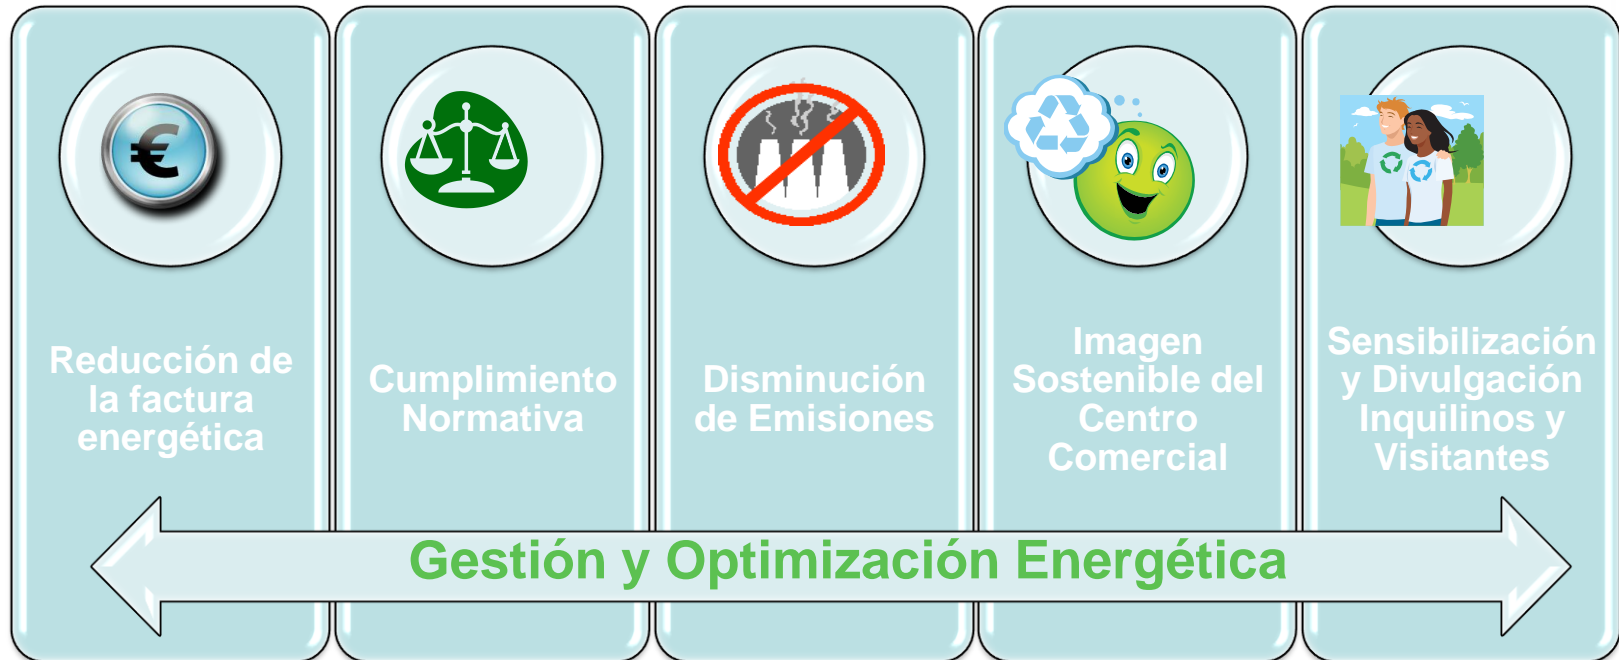 €
Reducción de
la factura
energética
Cumplimiento
Normativa
Disminución
de Emisiones
Imagen
Sostenible del
Centro
Comercial
Sensibilización
y Divulgación
Inquilinos y
Visitantes
Gestión y Optimización Energética